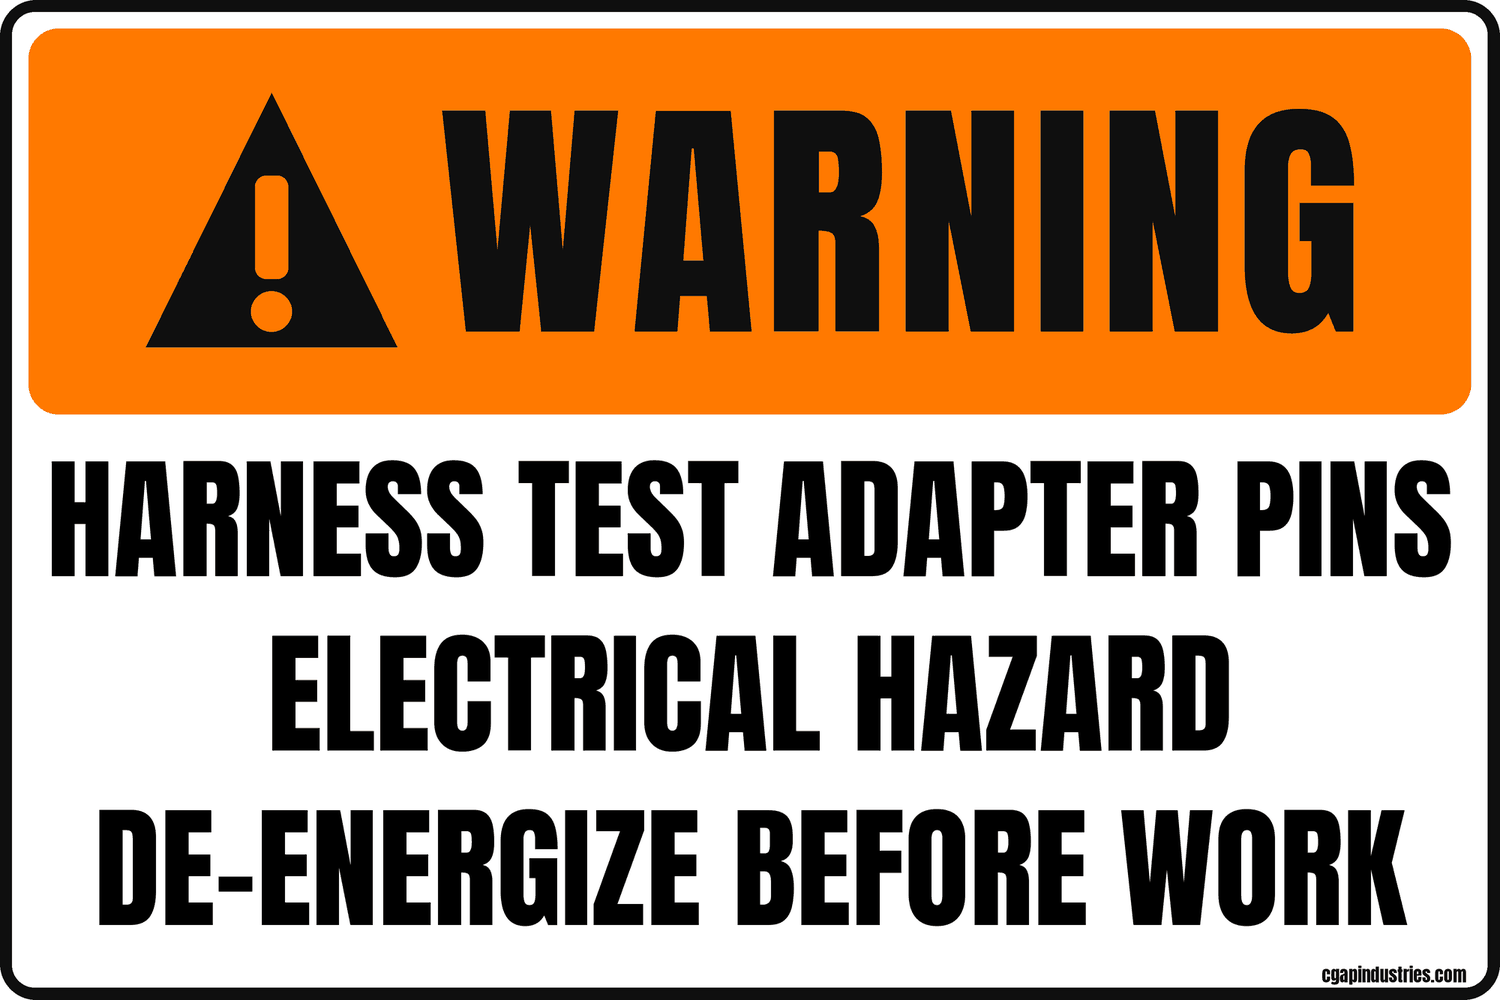 WARNING
HARNESS TEST ADAPTER PINS
ELECTRICAL HAZARD
DE-ENERGIZE BEFORE WORK
cgapindustries.com